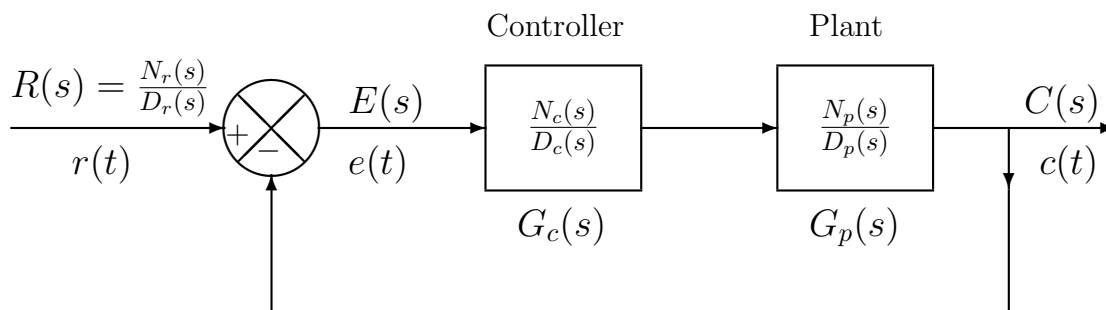 Controller
Plant
R(s) = N_r(s)/D_r(s)
E(s)
N_c(s)/D_c(s)
N_p(s)/D_p(s)
C(s)
+
−
r(t)
e(t)
c(t)
G_c(s)
G_p(s)